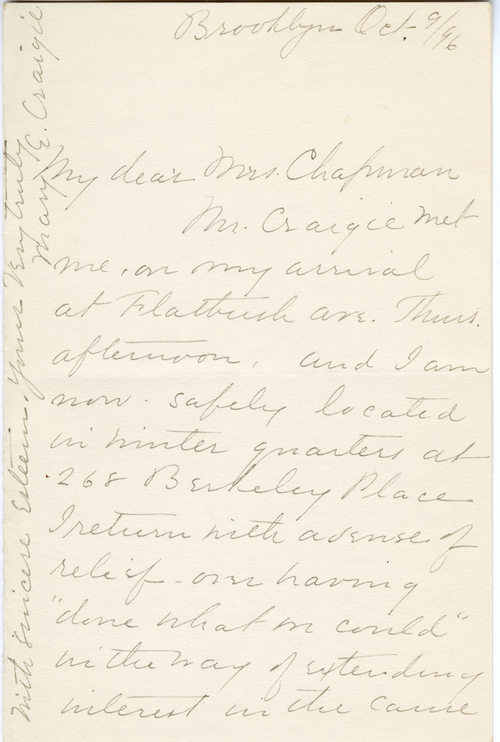 Brooklyn Oct. 9/96
My dear Mrs. Chapman
Mr. Craigie met
me, on my arrival
at Flatbush ave. Thurs.
afternoon, and I am
now safely located
in winter quarters at
268 Berkeley Place
I return with a sense of
relief - over having
"done what we could"
in the way of extending
interest in the cause
With sincere esteem, Yours Very truly
Mary E. Craigie